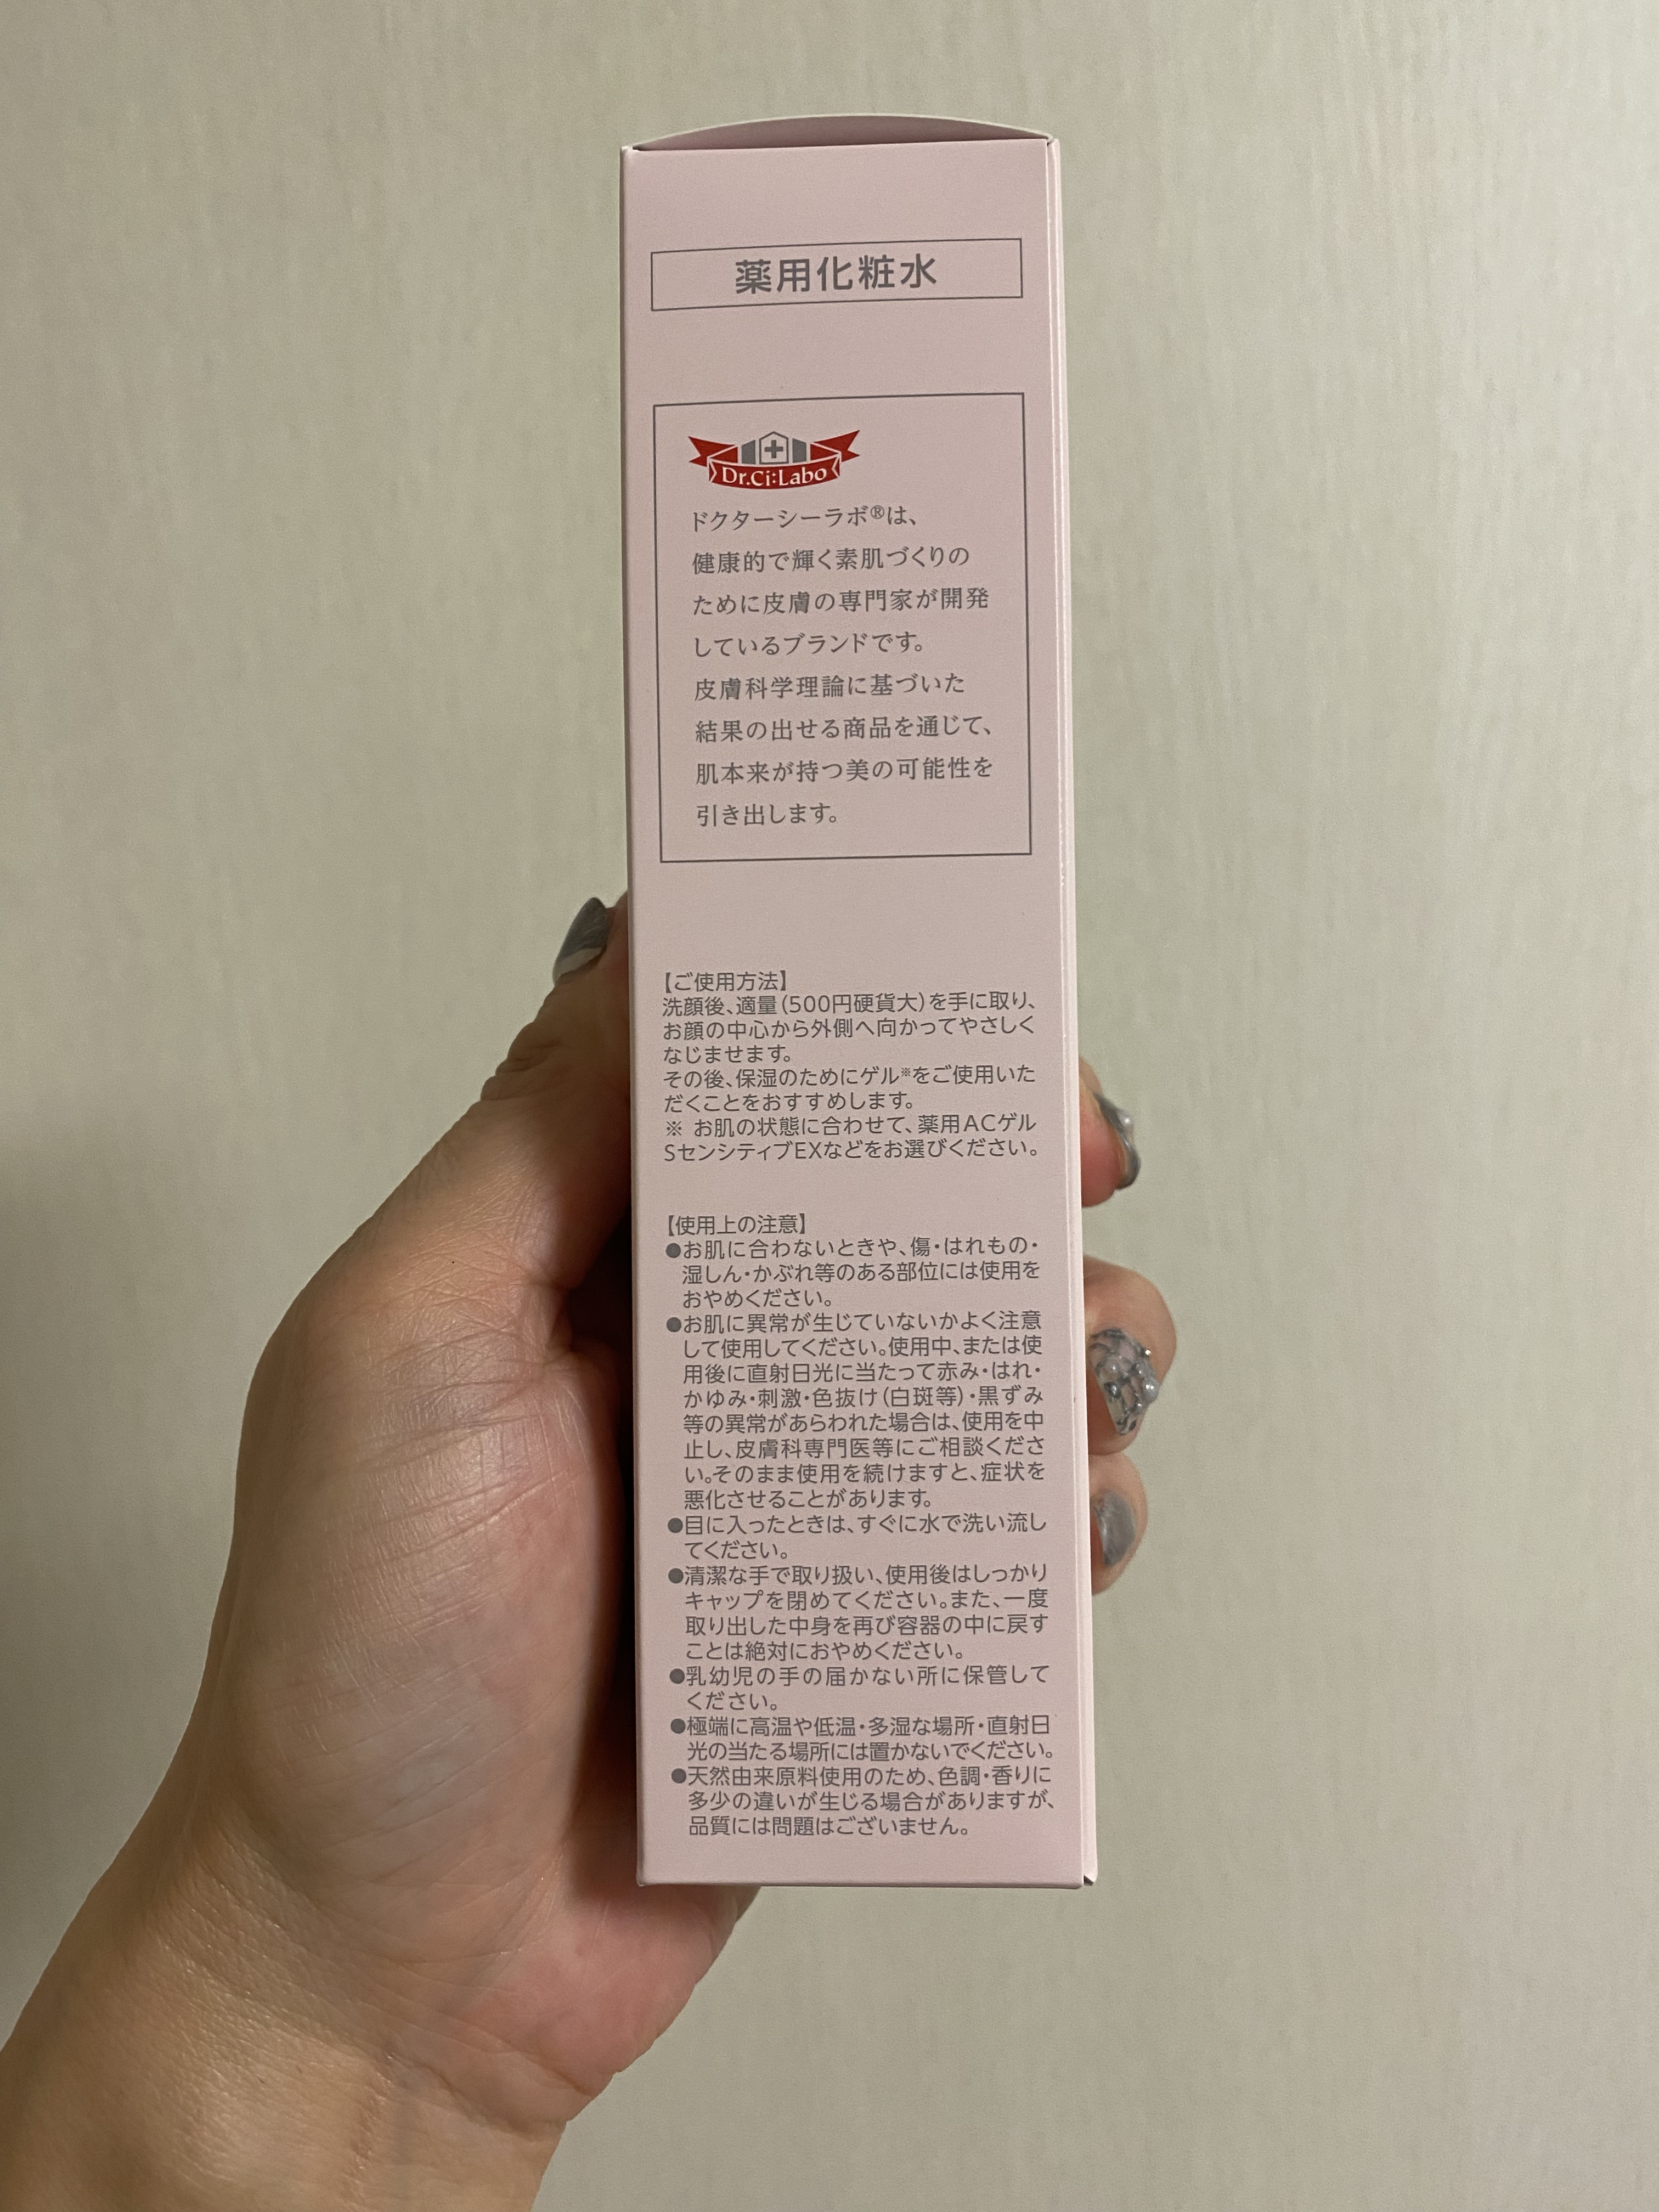 薬用化粧水
Dr.Ci:Labo
ドクターシーラボ®は、
健康的で輝く素肌づくりの
ために皮膚の専門家が開発
しているブランドです。
皮膚科学理論に基づいた
結果の出せる商品を通じて、
肌本来が持つ美の可能性を
引き出します。
【ご使用方法】
洗顔後、適量(500円硬貨大)を手に取り、
お顔の中心から外側へ向かってやさしく
なじませます。
その後、保湿のためにゲル※をご使用いた
だくことをおすすめします。
※ お肌の状態に合わせて、薬用ACゲル
SセンシティブEXなどをお選びください。
【使用上の注意】
●お肌に合わないときや、傷・はれもの・
湿しん・かぶれ等のある部位には使用を
おやめください。
●お肌に異常が生じていないかよく注意
して使用してください。使用中、または使
用後に直射日光に当たって赤み・はれ・
かゆみ・刺激・色抜け(白斑等)・黒ずみ
等の異常があらわれた場合は、使用を中
止し、皮膚科専門医等にご相談くださ
い。そのまま使用を続けますと、症状を
悪化させることがあります。
●目に入ったときは、すぐに水で洗い流し
てください。
●清潔な手で取り扱い、使用後はしっかり
キャップを閉めてください。また、一度
取り出した中身を再び容器の中に戻す
ことは絶対におやめください。
●乳幼児の手の届かない所に保管して
ください。
●極端に高温や低温・多湿な場所・直射日
光の当たる場所には置かないでください。
●天然由来原料使用のため、色調・香りに
多少の違いが生じる場合がありますが、
品質には問題はございません。